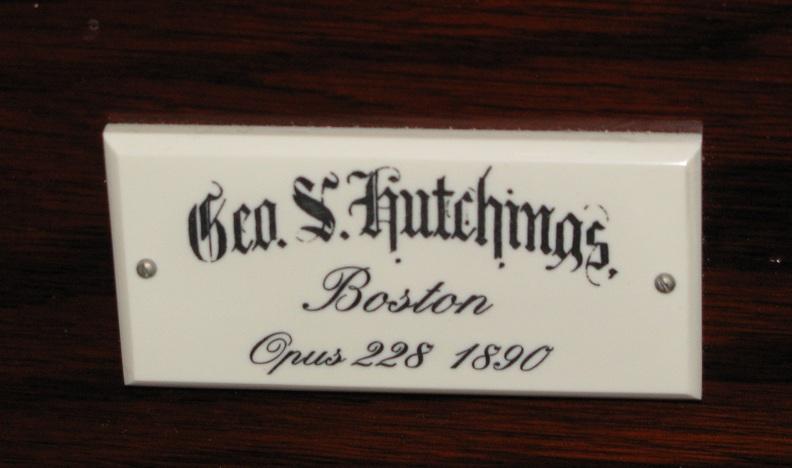 Geo. S. Hutchings,
Boston
Opus 228 1890